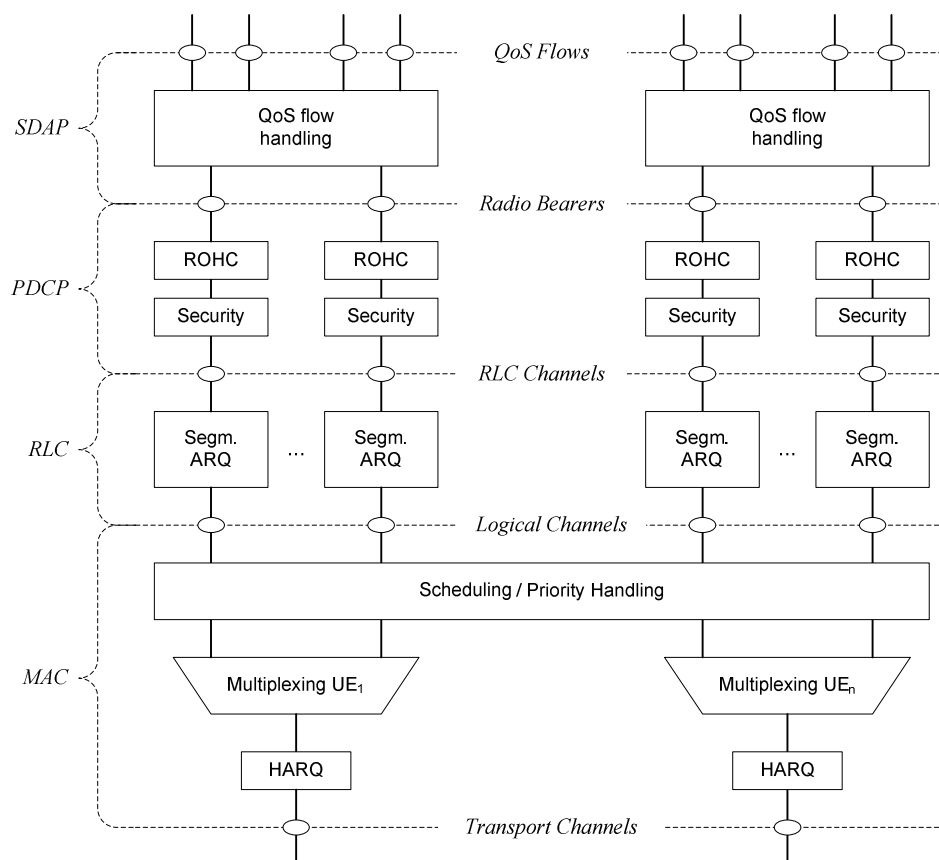 QoS Flows
QoS flow
handling
QoS flow
handling
SDAP
Radio Bearers
ROHC
ROHC
ROHC
ROHC
PDCP
Security
Security
Security
Security
RLC Channels
Segm.
ARQ
...
Segm.
ARQ
Segm.
ARQ
...
Segm.
ARQ
RLC
Logical Channels
Scheduling / Priority Handling
MAC
Multiplexing UE1
Multiplexing UEn
HARQ
HARQ
Transport Channels